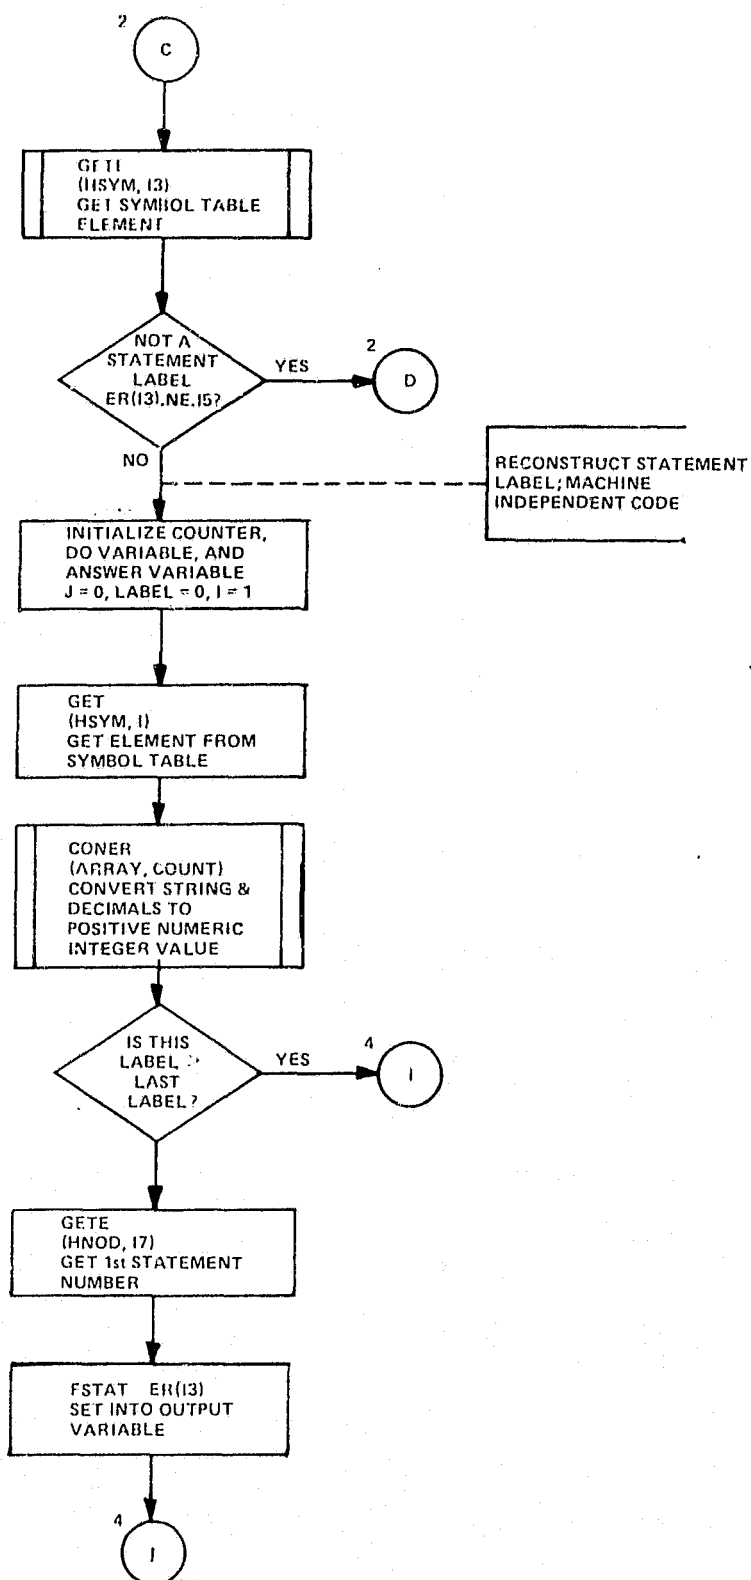 2
C
GETE
(HSYM, I3)
GET SYMBOL TABLE
ELEMENT
NOT A
STATEMENT
LABEL
ER(I3).NE.I5?
YES
2
D
NO
RECONSTRUCT STATEMENT
LABEL; MACHINE
INDEPENDENT CODE
INITIALIZE COUNTER,
DO VARIABLE, AND
ANSWER VARIABLE
J = 0, LABEL = 0, I = 1
GET
(HSYM, I)
GET ELEMENT FROM
SYMBOL TABLE
CONER
(ARRAY, COUNT)
CONVERT STRING &
DECIMALS TO
POSITIVE NUMERIC
INTEGER VALUE
IS THIS
LABEL >
LAST
LABEL?
YES
4
I
GETE
(HNOD, I7)
GET 1st STATEMENT
NUMBER
FSTAT ER(I3)
SET INTO OUTPUT
VARIABLE
4